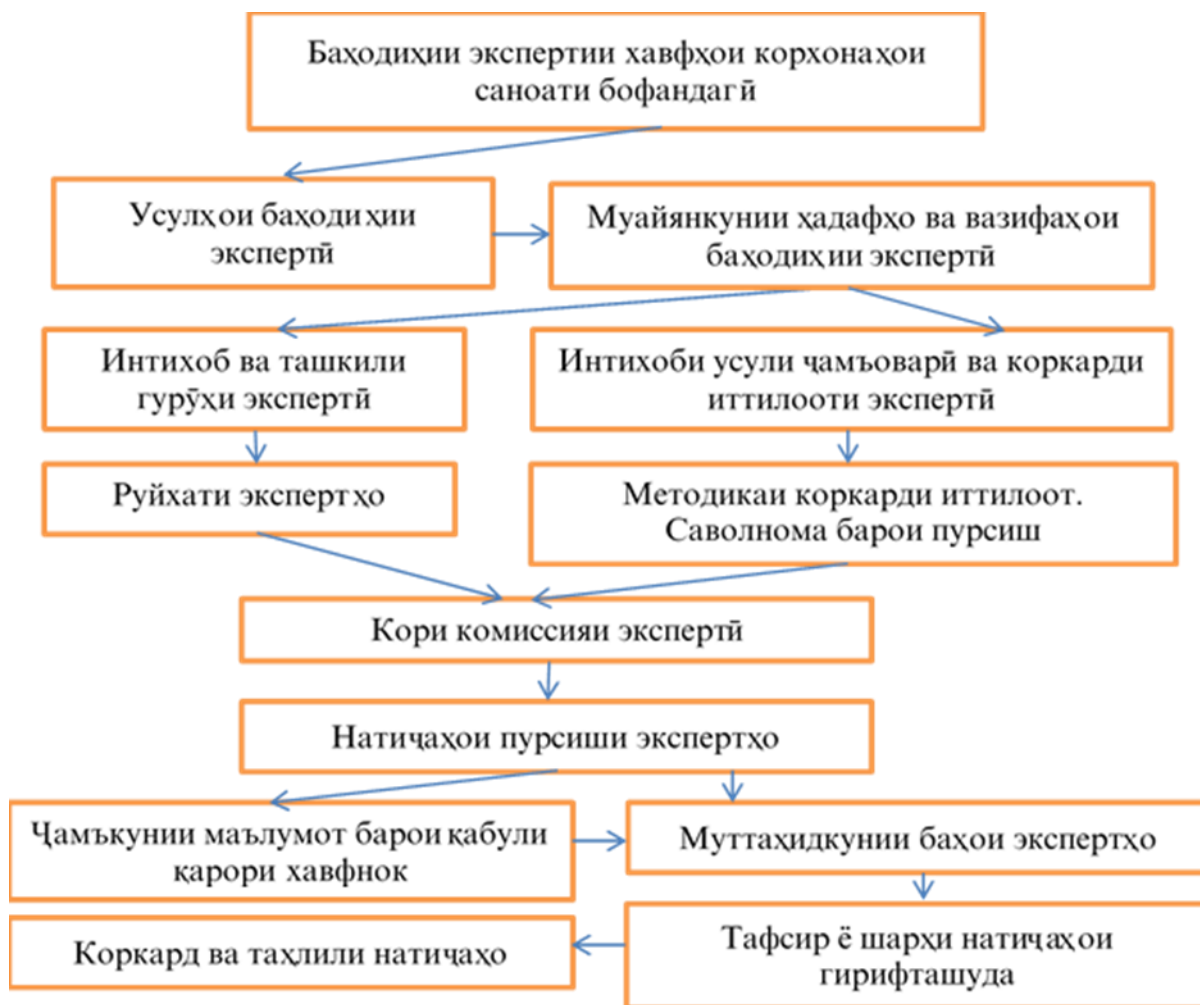 Баҳодиҳии экспертии хавфҳои корхонаҳои
саноати бофандагӣ
Усулҳои баҳодиҳии
экспертӣ
Муайянкунии ҳадафҳо ва вазифаҳои
баҳодиҳии экспертӣ
Интихоб ва ташкили
гурӯҳи экспертӣ
Интихоби усули ҷамъоварӣ ва коркарди
иттилооти экспертӣ
Руйхати экспертҳо
Методикаи коркарди иттилоот.
Саволнома барои пурсиш
Кори комиссияи экспертӣ
Натиҷаҳои пурсиши экспертҳо
Ҷамъкунии маълумот барои қабули
қарори хавфнок
Муттаҳидкунии баҳои экспертҳо
Коркард ва таҳлили натиҷаҳо
Тафсир ё шарҳи натиҷаҳои
гирифташуда